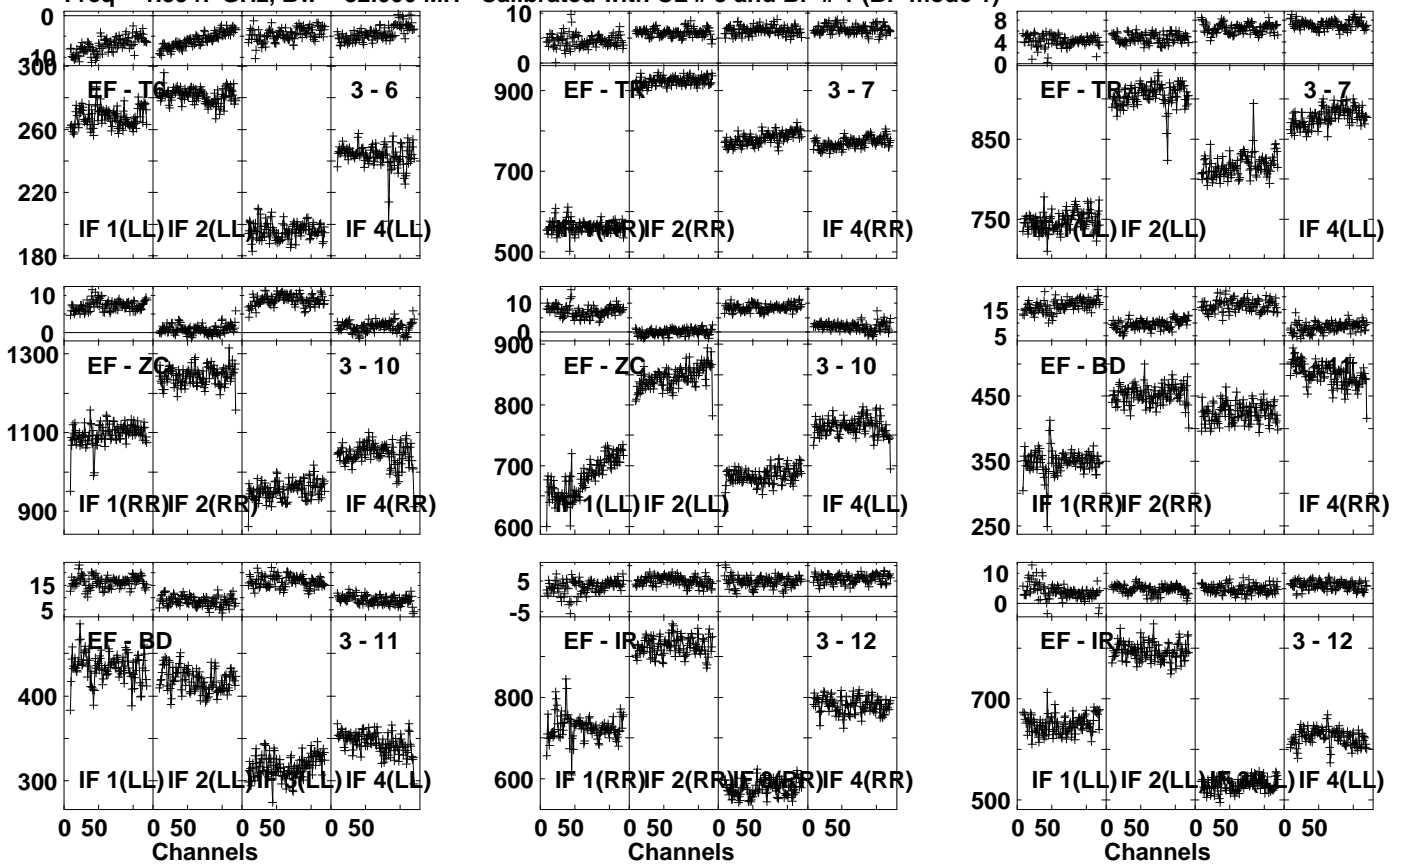 10 8
0 4
10 0 0
300
EF - T6 3 - 6 EF - TR 3 - 7 EF - TR 3 - 7
900
260 850
700
220
750
IF 1(LL) IF 2(LL) IF 4(LL) IF 2(RR) IF 4(RR) IF 2(LL) IF 4(LL)
180 500
10 10 15
0 0 5
1300 900
EF - ZC 3 - 10 EF - ZC 3 - 10 EF - BD
450
800
1100
350
700
900 IF 1(RR) IF 2(RR) IF 4(RR) IF 1(LL) IF 2(LL) IF 4(LL) IF 1(RR) IF 2(RR) IF 4(RR)
600 250
15 5 10
5 -5 0
EF - BD 3 - 11 EF - IR 3 - 12 EF - IR 3 - 12
400 800 700
300 IF 1(LL) IF 2(LL) IF 3(LL) IF 4(LL) 600 IF 1(RR) IF 2(RR) IF 3(RR) IF 4(RR) IF 1(LL) IF 2(LL) IF 4(LL)
500
0 50 0 50 0 50 0 50 0 50 0 50 0 50 0 50 0 50 0 50 0 50 0 50
Channels Channels